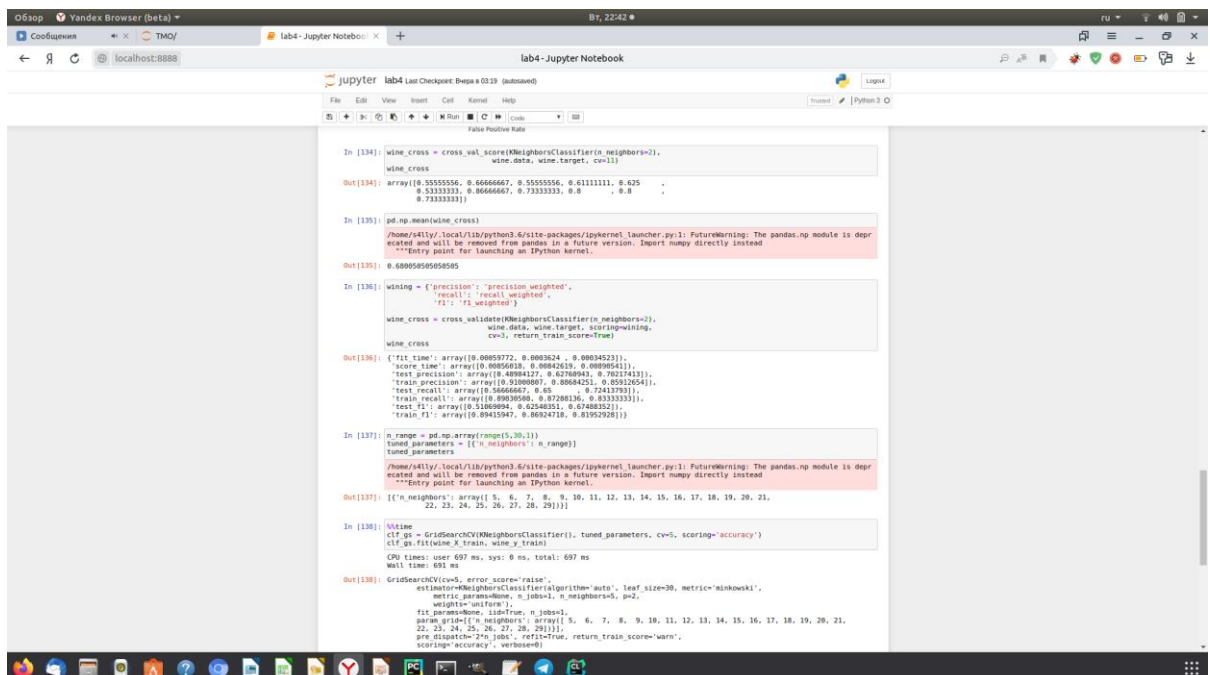 Обзор Yandex Browser (beta) Вт, 22:42 ru
Сообщения TMO/ lab4 - Jupyter Notebook
Я localhost:8888 lab4 - Jupyter Notebook
jupyter lab4 Last Checkpoint: Вчера в 03:19 (autosaved) Logout
File Edit View Insert Cell Kernel Help Trusted Python 3
Run Code
False Positive Rate
In [134]: wine_cross = cross_val_score(KNeighborsClassifier(n_neighbors=2),
wine.data, wine.target, cv=11)
wine_cross
Out[134]: array([0.55555556, 0.66666667, 0.55555556, 0.61111111, 0.625 ,
0.53333333, 0.86666667, 0.73333333, 0.8 , 0.8 ,
0.73333333])
In [135]: pd.np.mean(wine_cross)
/home/s4lly/.local/lib/python3.6/site-packages/ipykernel_launcher.py:1: FutureWarning: The pandas.np module is depr
ecated and will be removed from pandas in a future version. Import numpy directly instead
"""Entry point for launching an IPython kernel.
Out[135]: 0.680050505050505
In [136]: wining = {'precision': 'precision_weighted',
'recall': 'recall_weighted',
'f1': 'f1_weighted'}
wine_cross = cross_validate(KNeighborsClassifier(n_neighbors=2),
wine.data, wine.target, scoring=wining,
cv=3, return_train_score=True)
wine_cross
Out[136]: {'fit_time': array([0.00059772, 0.0003624 , 0.00034523]),
'score_time': array([0.00856018, 0.00842619, 0.00890541]),
'test_precision': array([0.48984127, 0.62760943, 0.70217413]),
'train_precision': array([0.91000807, 0.88684251, 0.85912654]),
'test_recall': array([0.56666667, 0.65 , 0.72413793]),
'train_recall': array([0.89830508, 0.87288136, 0.83333333]),
'test_f1': array([0.51069094, 0.62540351, 0.67488352]),
'train_f1': array([0.89415947, 0.86924718, 0.81952928])}
In [137]: n_range = pd.np.array(range(5,30,1))
tuned_parameters = [{'n_neighbors': n_range}]
tuned_parameters
/home/s4lly/.local/lib/python3.6/site-packages/ipykernel_launcher.py:1: FutureWarning: The pandas.np module is depr
ecated and will be removed from pandas in a future version. Import numpy directly instead
"""Entry point for launching an IPython kernel.
Out[137]: [{'n_neighbors': array([ 5, 6, 7, 8, 9, 10, 11, 12, 13, 14, 15, 16, 17, 18, 19, 20, 21,
22, 23, 24, 25, 26, 27, 28, 29])}]
In [138]: %%time
clf_gs = GridSearchCV(KNeighborsClassifier(), tuned_parameters, cv=5, scoring='accuracy')
clf_gs.fit(wine_X_train, wine_y_train)
CPU times: user 697 ms, sys: 0 ns, total: 697 ms
Wall time: 691 ms
Out[138]: GridSearchCV(cv=5, error_score='raise',
estimator=KNeighborsClassifier(algorithm='auto', leaf_size=30, metric='minkowski',
metric_params=None, n_jobs=1, n_neighbors=5, p=2,
weights='uniform'),
fit_params=None, iid=True, n_jobs=1,
param_grid=[{'n_neighbors': array([ 5, 6, 7, 8, 9, 10, 11, 12, 13, 14, 15, 16, 17, 18, 19, 20, 21,
22, 23, 24, 25, 26, 27, 28, 29])}],
pre_dispatch='2*n_jobs', refit=True, return_train_score='warn',
scoring='accuracy', verbose=0)